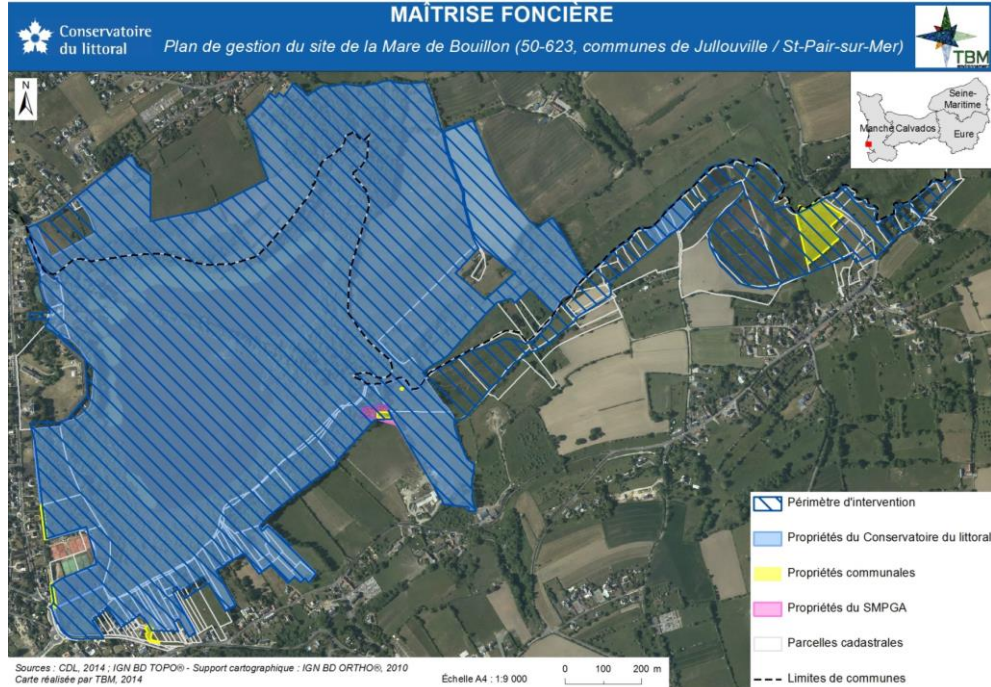 MAÎTRISE FONCIÈRE
Conservatoire
du littoral
Plan de gestion du site de la Mare de Bouillon (50-623, communes de Jullouville / St-Pair-sur-Mer)
TBM
N
Seine-
Maritime
Manche
Calvados
Eure
Périmètre d'intervention
Propriétés du Conservatoire du littoral
Propriétés communales
Propriétés du SMPGA
Parcelles cadastrales
Limites de communes
Sources : CDL, 2014 ; IGN BD TOPO® - Support cartographique : IGN BD ORTHO®, 2010
Carte réalisée par TBM, 2014
Échelle A4 : 1:9 000
0 100 200 m